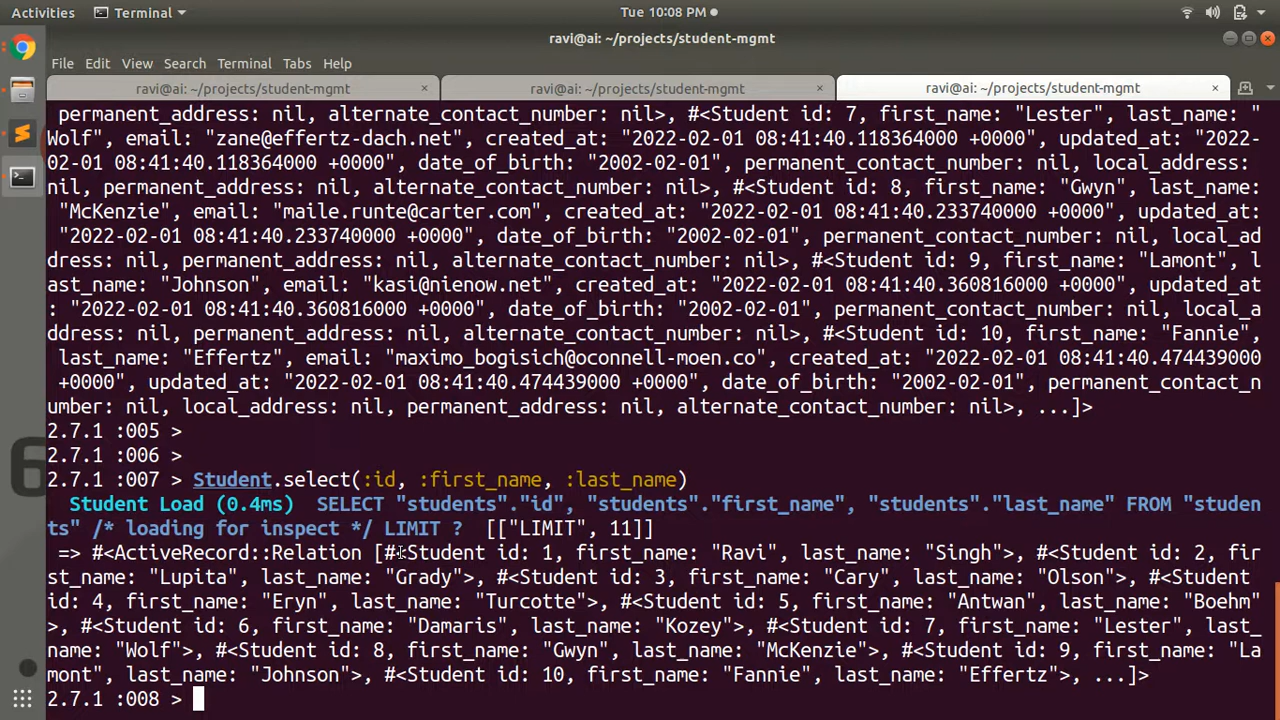 Activities Terminal Tue 10:08 PM
ravi@ai: ~/projects/student-mgmt
File Edit View Search Terminal Tabs Help
ravi@ai: ~/projects/student-mgmt × ravi@ai: ~/projects/student-mgmt × ravi@ai: ~/projects/student-mgmt ×
permanent_address: nil, alternate_contact_number: nil>, #<Student id: 7, first_name: "Lester", last_name: "
Wolf", email: "zane@effertz-dach.net", created_at: "2022-02-01 08:41:40.118364000 +0000", updated_at: "2022-
02-01 08:41:40.118364000 +0000", date_of_birth: "2002-02-01", permanent_contact_number: nil, local_address:
nil, permanent_address: nil, alternate_contact_number: nil>, #<Student id: 8, first_name: "Gwyn", last_name:
"McKenzie", email: "maile.runte@carter.com", created_at: "2022-02-01 08:41:40.233740000 +0000", updated_at:
"2022-02-01 08:41:40.233740000 +0000", date_of_birth: "2002-02-01", permanent_contact_number: nil, local_ad
dress: nil, permanent_address: nil, alternate_contact_number: nil>, #<Student id: 9, first_name: "Lamont", l
ast_name: "Johnson", email: "kasi@nienow.net", created_at: "2022-02-01 08:41:40.360816000 +0000", updated_at
: "2022-02-01 08:41:40.360816000 +0000", date_of_birth: "2002-02-01", permanent_contact_number: nil, local_a
ddress: nil, permanent_address: nil, alternate_contact_number: nil>, #<Student id: 10, first_name: "Fannie",
last_name: "Effertz", email: "maximo_bogisich@oconnell-moen.co", created_at: "2022-02-01 08:41:40.474439000
+0000", updated_at: "2022-02-01 08:41:40.474439000 +0000", date_of_birth: "2002-02-01", permanent_contact_n
umber: nil, local_address: nil, permanent_address: nil, alternate_contact_number: nil>, ...]>
2.7.1 :005 >
2.7.1 :006 >
2.7.1 :007 > Student.select(:id, :first_name, :last_name)
Student Load (0.4ms) SELECT "students"."id", "students"."first_name", "students"."last_name" FROM "studen
ts" /* loading for inspect */ LIMIT ? [["LIMIT", 11]]
=> #<ActiveRecord::Relation [#<Student id: 1, first_name: "Ravi", last_name: "Singh">, #<Student id: 2, fir
st_name: "Lupita", last_name: "Grady">, #<Student id: 3, first_name: "Cary", last_name: "Olson">, #<Student
id: 4, first_name: "Eryn", last_name: "Turcotte">, #<Student id: 5, first_name: "Antwan", last_name: "Boehm"
>, #<Student id: 6, first_name: "Damaris", last_name: "Kozey">, #<Student id: 7, first_name: "Lester", last_
name: "Wolf">, #<Student id: 8, first_name: "Gwyn", last_name: "McKenzie">, #<Student id: 9, first_name: "La
mont", last_name: "Johnson">, #<Student id: 10, first_name: "Fannie", last_name: "Effertz">, ...]>
2.7.1 :008 >